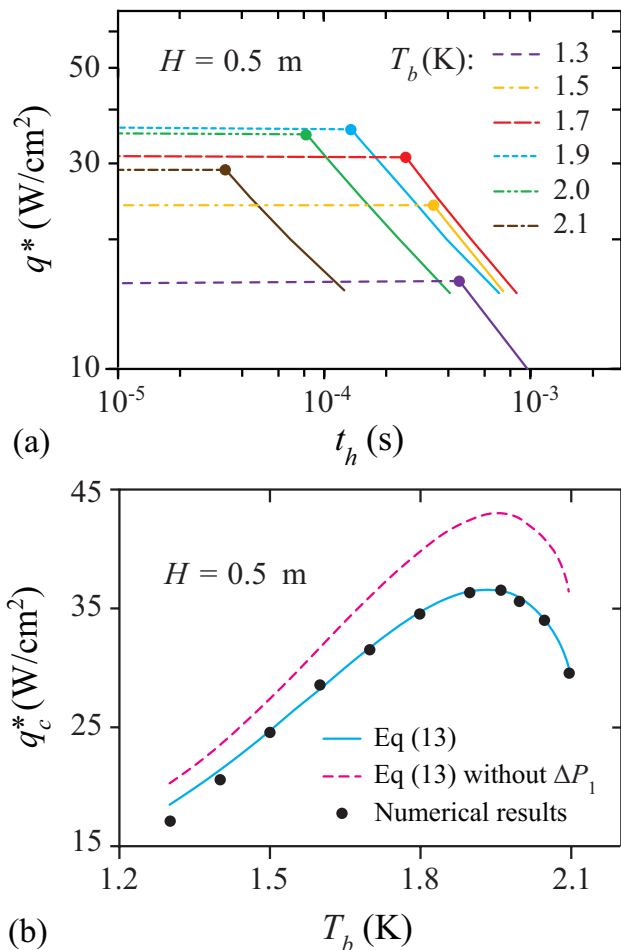 H = 0.5 m
T_b (K):
1.3
1.5
1.7
1.9
2.0
2.1
50
30
10
q* (W/cm²)
10⁻⁵
10⁻⁴
10⁻³
(a)
t_h (s)
45
35
25
15
q_c* (W/cm²)
H = 0.5 m
Eq (13)
Eq (13) without ΔP₁
Numerical results
1.2
1.5
1.8
2.1
(b)
T_b (K)